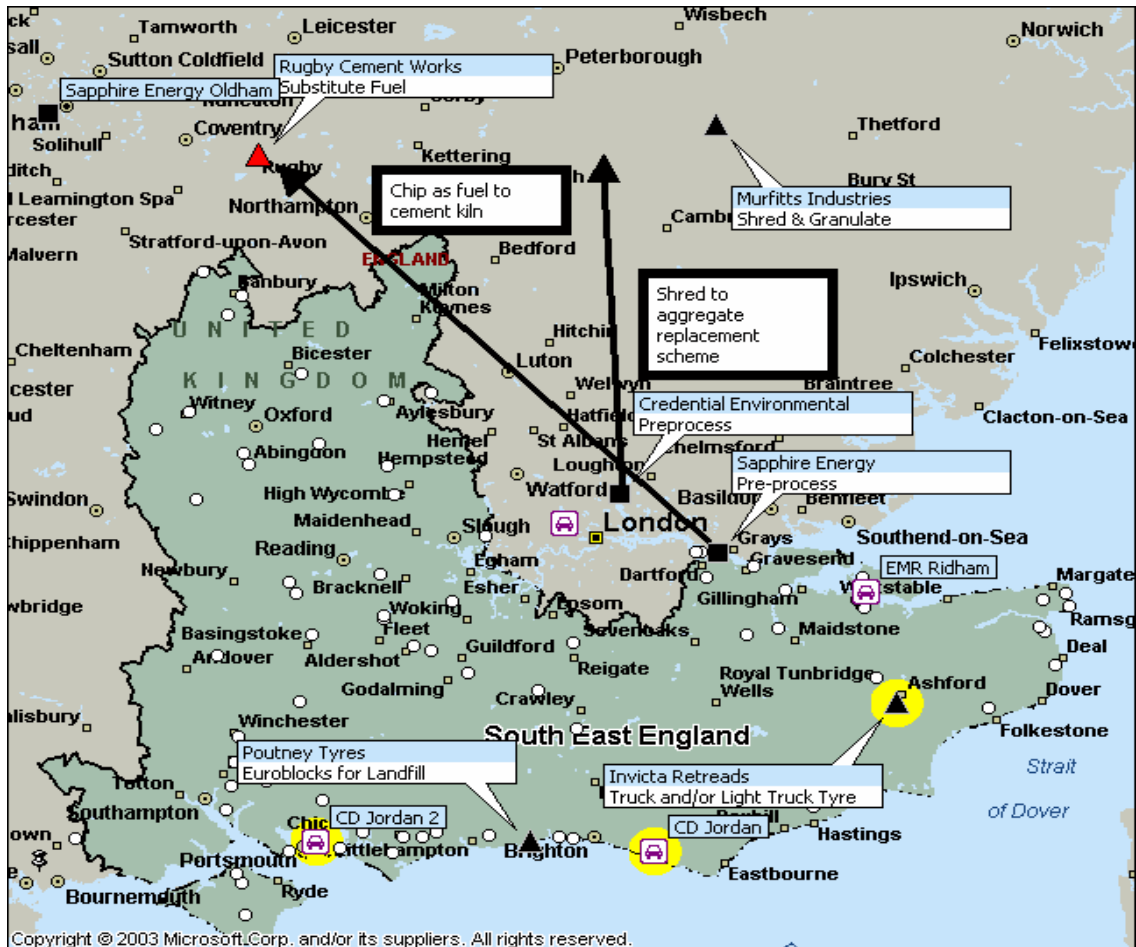 Wisbech
Tamworth
Leicester
Norwich
Sutton Coldfield
Peterborough
Rugby Cement Works
Substitute Fuel
Sapphire Energy Oldham
Coventry
Solihull
Kettering
Thetford
Rugby
Bury St
Chip as fuel to
cement kiln
Murfitts Industries
Shred & Granulate
Leamington Spa
Northampton
Stratford-upon-Avon
Bedford
ENGLAND
Ipswich
Banbury
Milton
Keynes
Shred to
aggregate
replacement
scheme
UNITED
Hitchin
Cheltenham
Bicester
Luton
Colchester
KINGDOM
Welwyn
Braintree
Witney
Oxford
Aylesbury
Credential Environmental
Preprocess
Clacton-on-Sea
Hemel
Hempstead
St Albans
Abingdon
Loughton
Sapphire Energy
Pre-process
Swindon
High Wycombe
Watford
Basildon
Benfleet
Maidenhead
Slough
London
Southend-on-Sea
Reading
Grays
Gravesend
Newbury
Bracknell
Egham
Dartford
EMR Ridham
Margate
Woking
Esher
Epsom
Gillingham
Basingstoke
Fleet
Guildford
Sevenoaks
Maidstone
Deal
Andover
Aldershot
Reigate
Godalming
Royal Tunbridge
Wells
Ashford
Crawley
Dover
Winchester
Folkestone
South East England
Poutney Tyres
Euroblocks for Landfill
Invicta Retreads
Truck and/or Light Truck Tyre
Strait
of Dover
Totton
Southampton
CD Jordan 2
CD Jordan
Hastings
Portsmouth
Littlehampton
Brighton
Eastbourne
Bournemouth
Ryde
Copyright © 2003 Microsoft Corp. and/or its suppliers. All rights reserved.